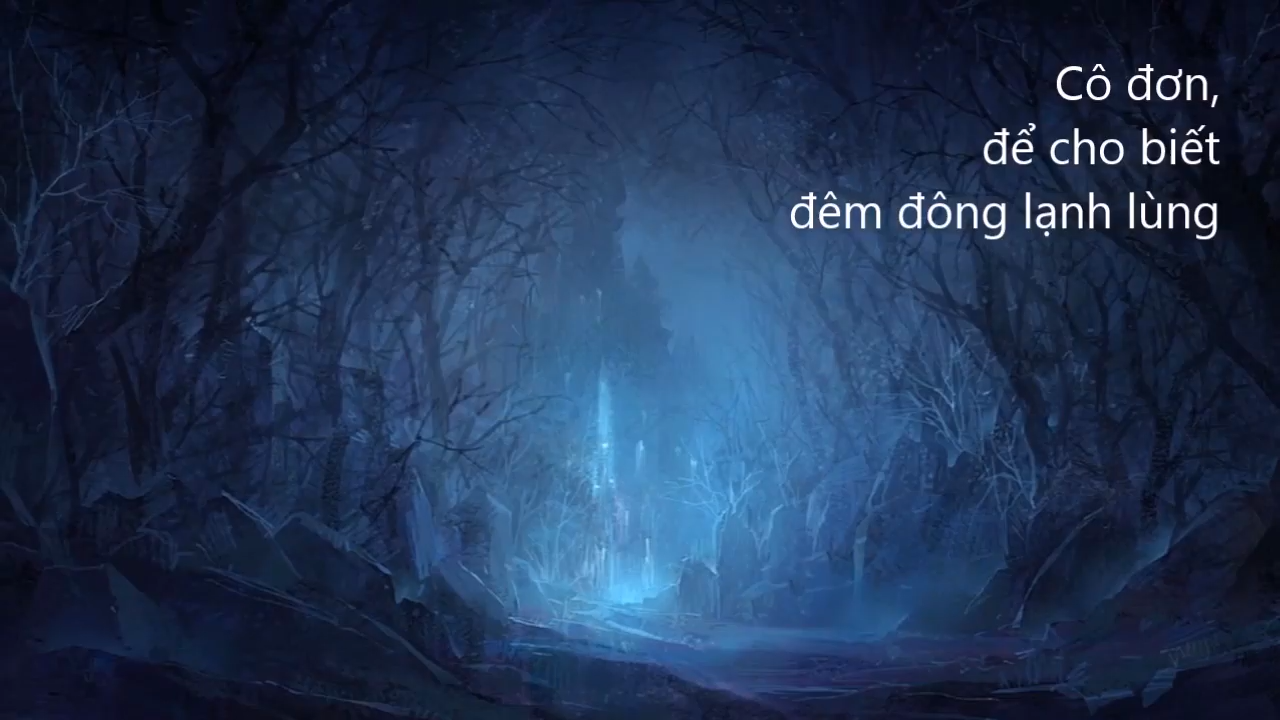 Cô đơn,
để cho biết
đêm đông lạnh lùng